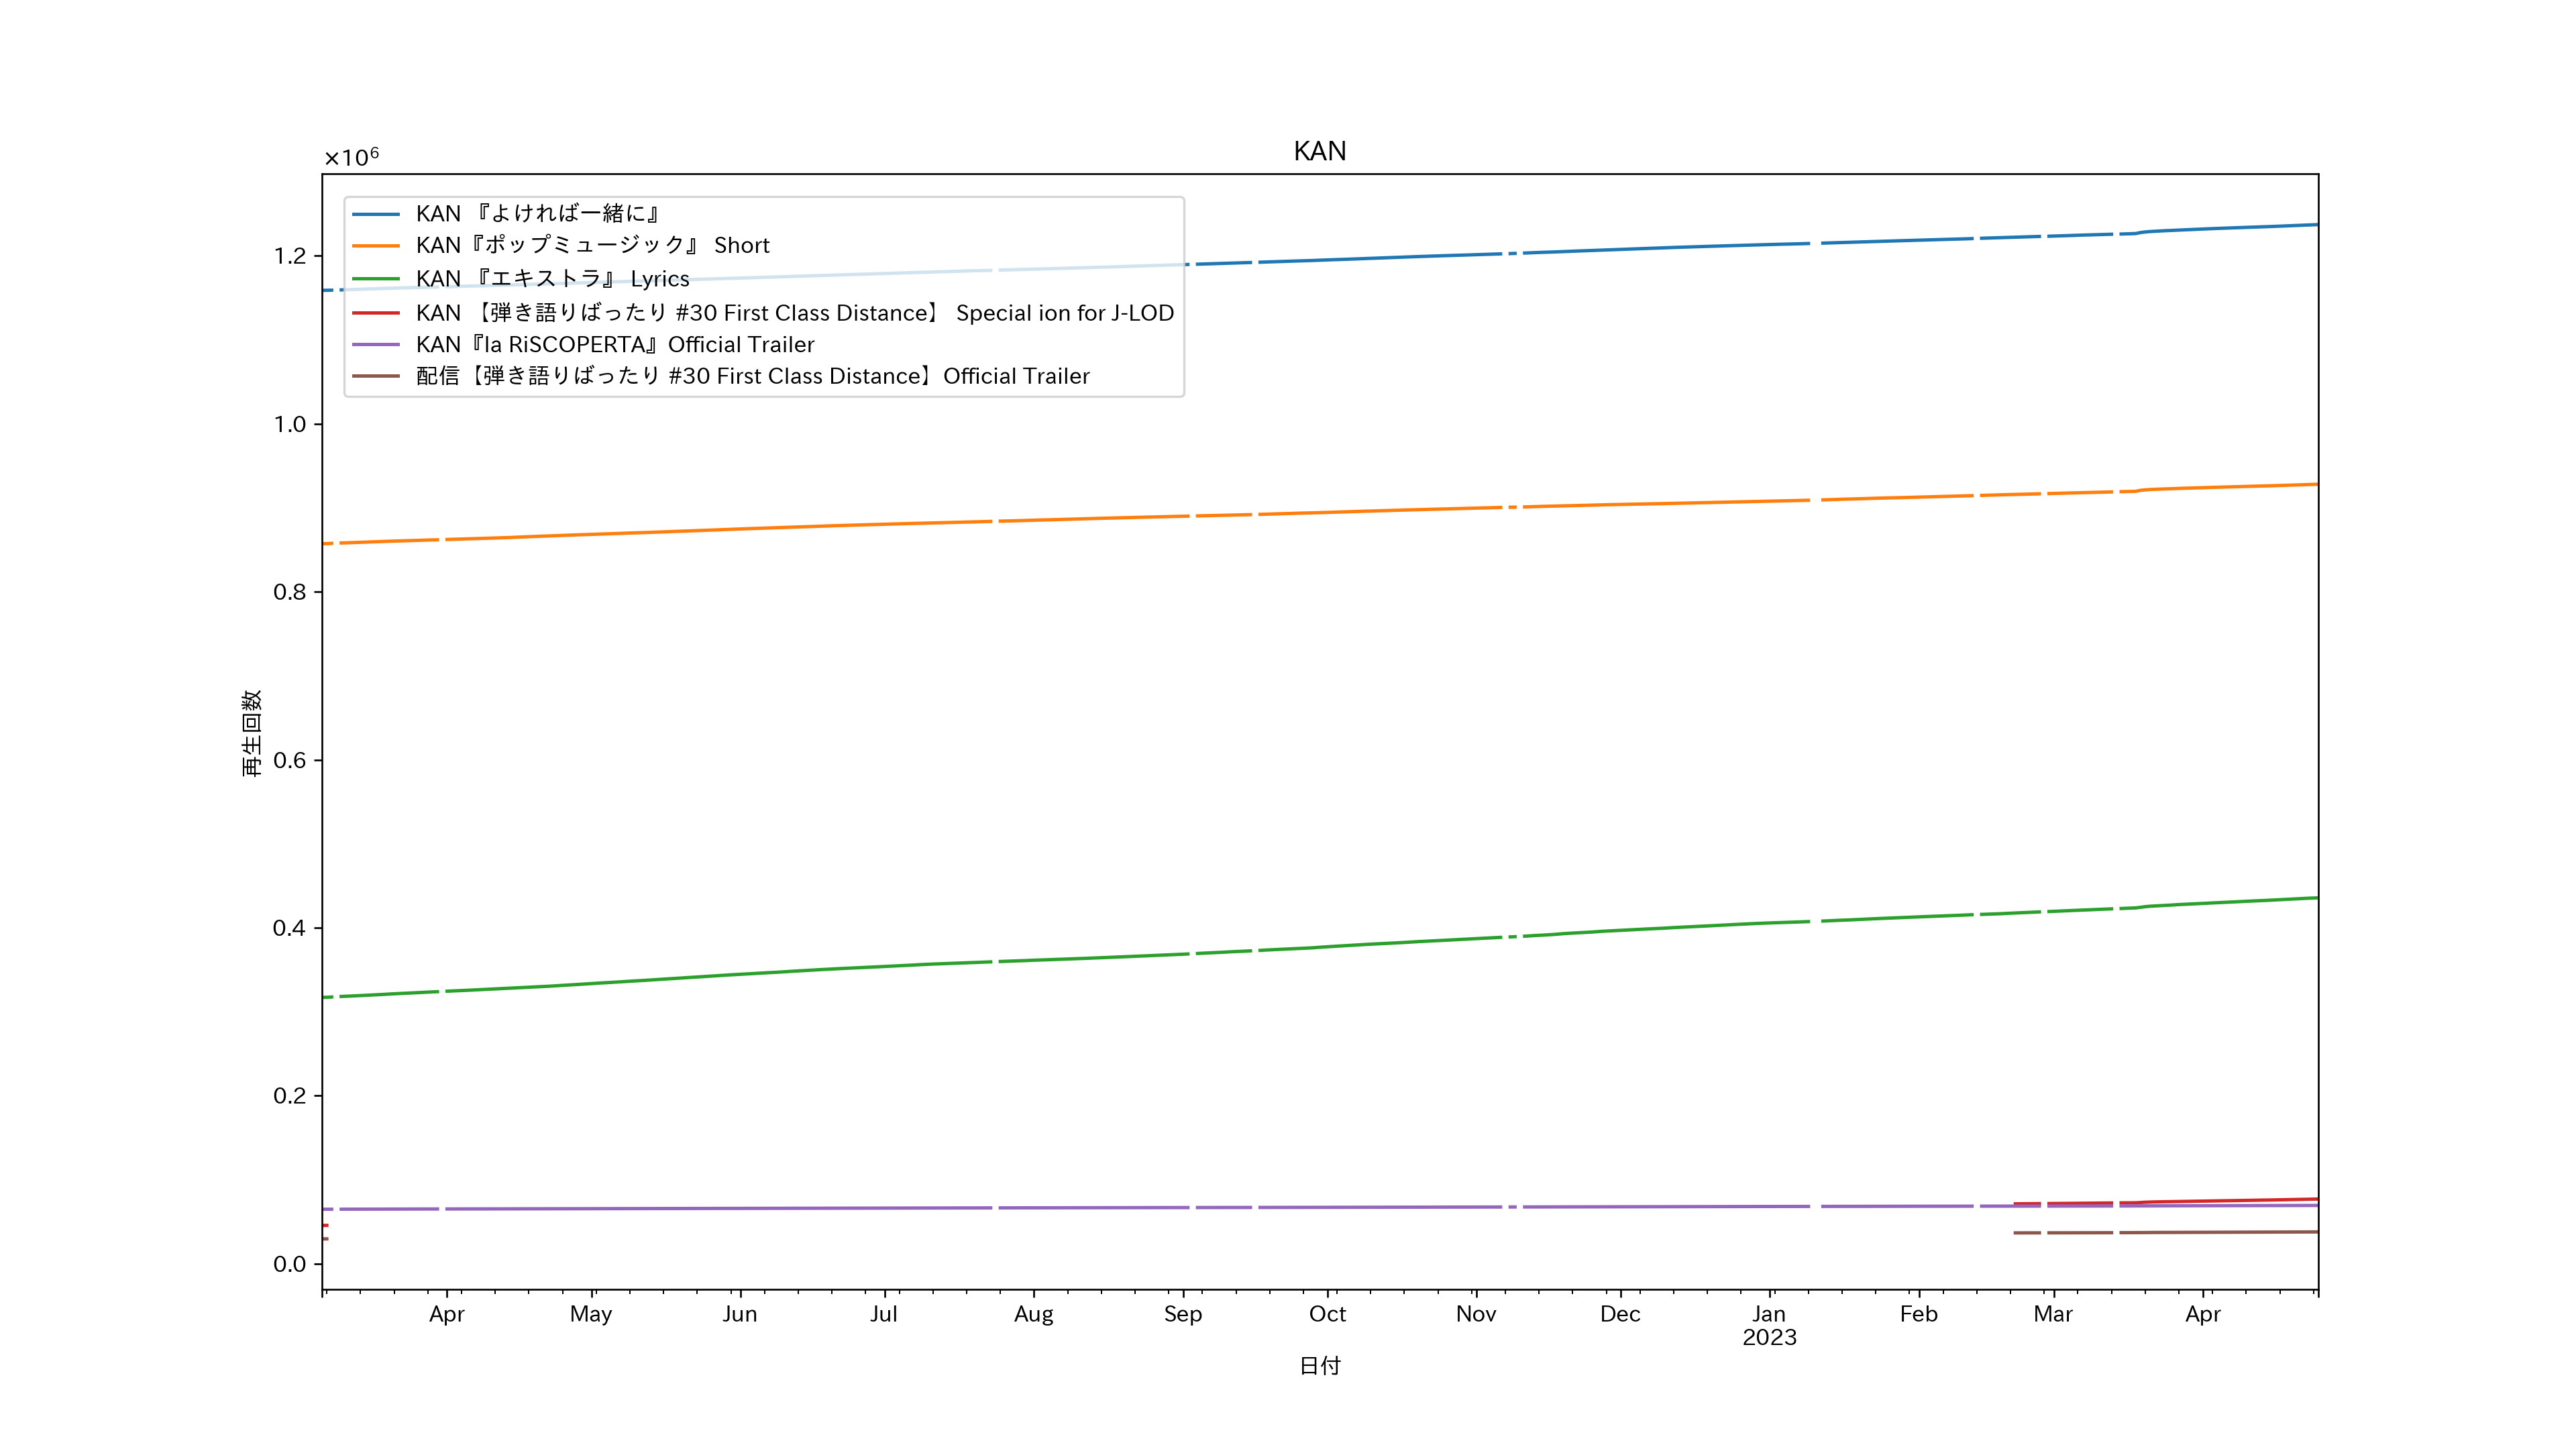 KAN
×10⁶
KAN 『よければ一緒に』
KAN『ポップミュージック』 Short
KAN 『エキストラ』 Lyrics
KAN 【弾き語りばったり #30 First Class Distance】 Special ion for J-LOD
KAN『la RiSCOPERTA』Official Trailer
配信【弾き語りばったり #30 First Class Distance】Official Trailer
1.2
1.0
0.8
0.6
0.4
0.2
0.0
再生回数
Apr May Jun Jul Aug Sep Oct Nov Dec Jan Feb Mar Apr
2023
日付